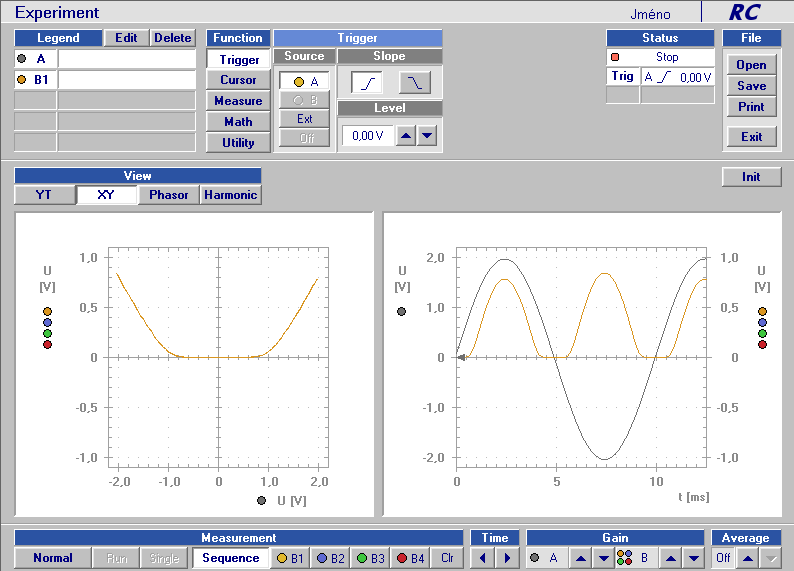 Experiment Jméno RC
Legend Edit Delete Function Trigger Status File
A Trigger Source Slope Stop Open
B1 Cursor A Trig A 0,00 V Save
Measure B Level Print
Math Ext 0,00 V
Utility Off Exit
View Init
YT XY Phasor Harmonic
U
[V]
1,0
0,5
0
-0,5
-1,0
-2,0 -1,0 0 1,0 2,0
U [V]
U
[V]
2,0
1,0
0
-1,0
-2,0
0 5 10
t [ms]
1,0
0,5
0
-0,5
-1,0
U
[V]
Measurement Time Gain Average
Normal Run Single Sequence B1 B2 B3 B4 Clr A B Off